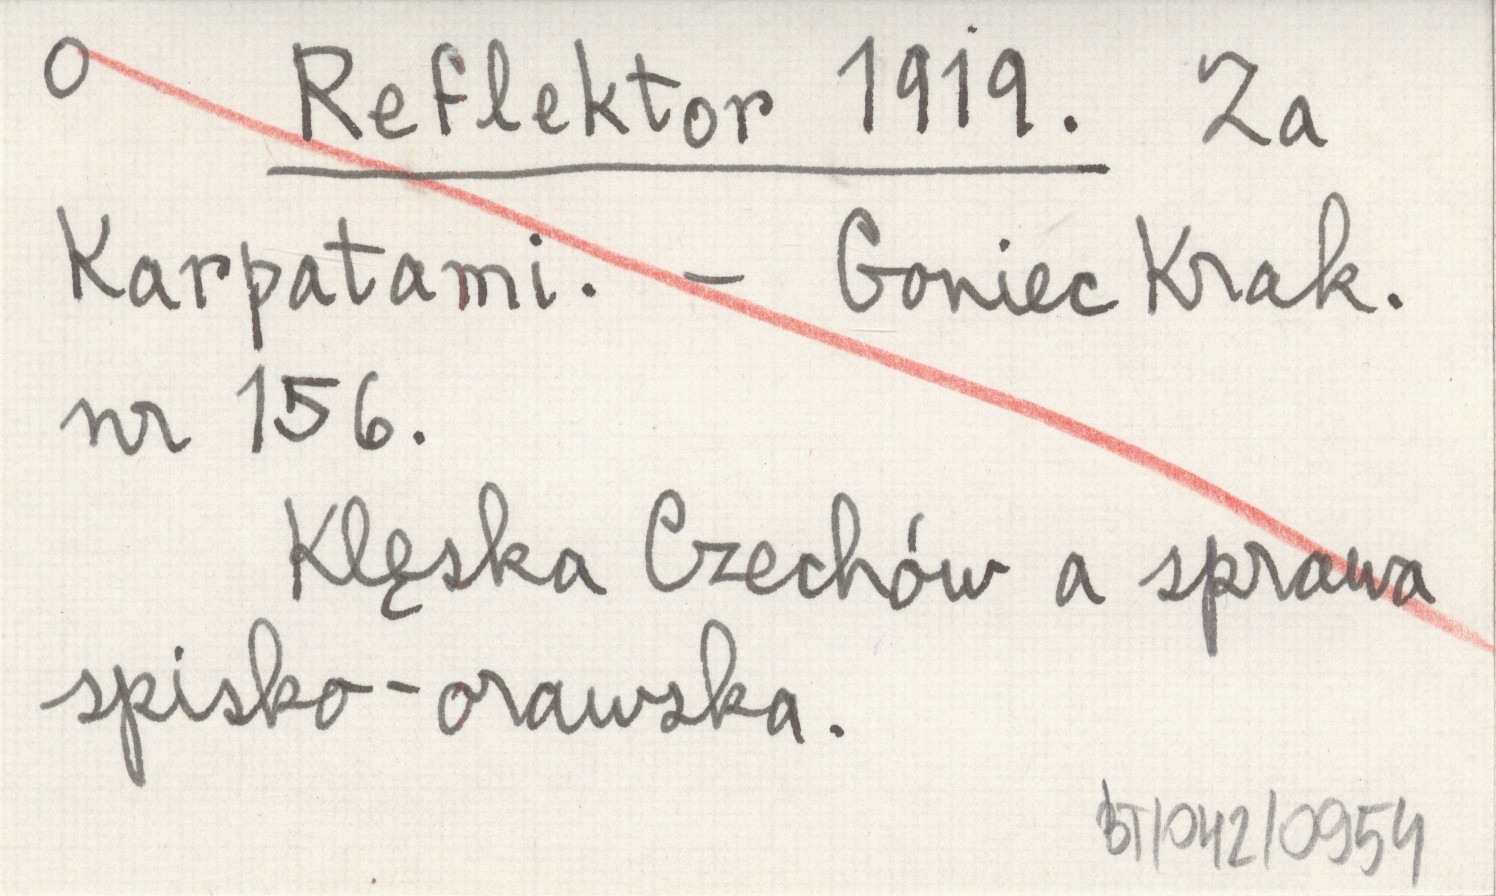 O Reflektor 1919. Za
Karpatami. – Goniec Krak.
nr 156.
Klęska Czechów a sprawa
spisko-orawska.
BT/042/0954